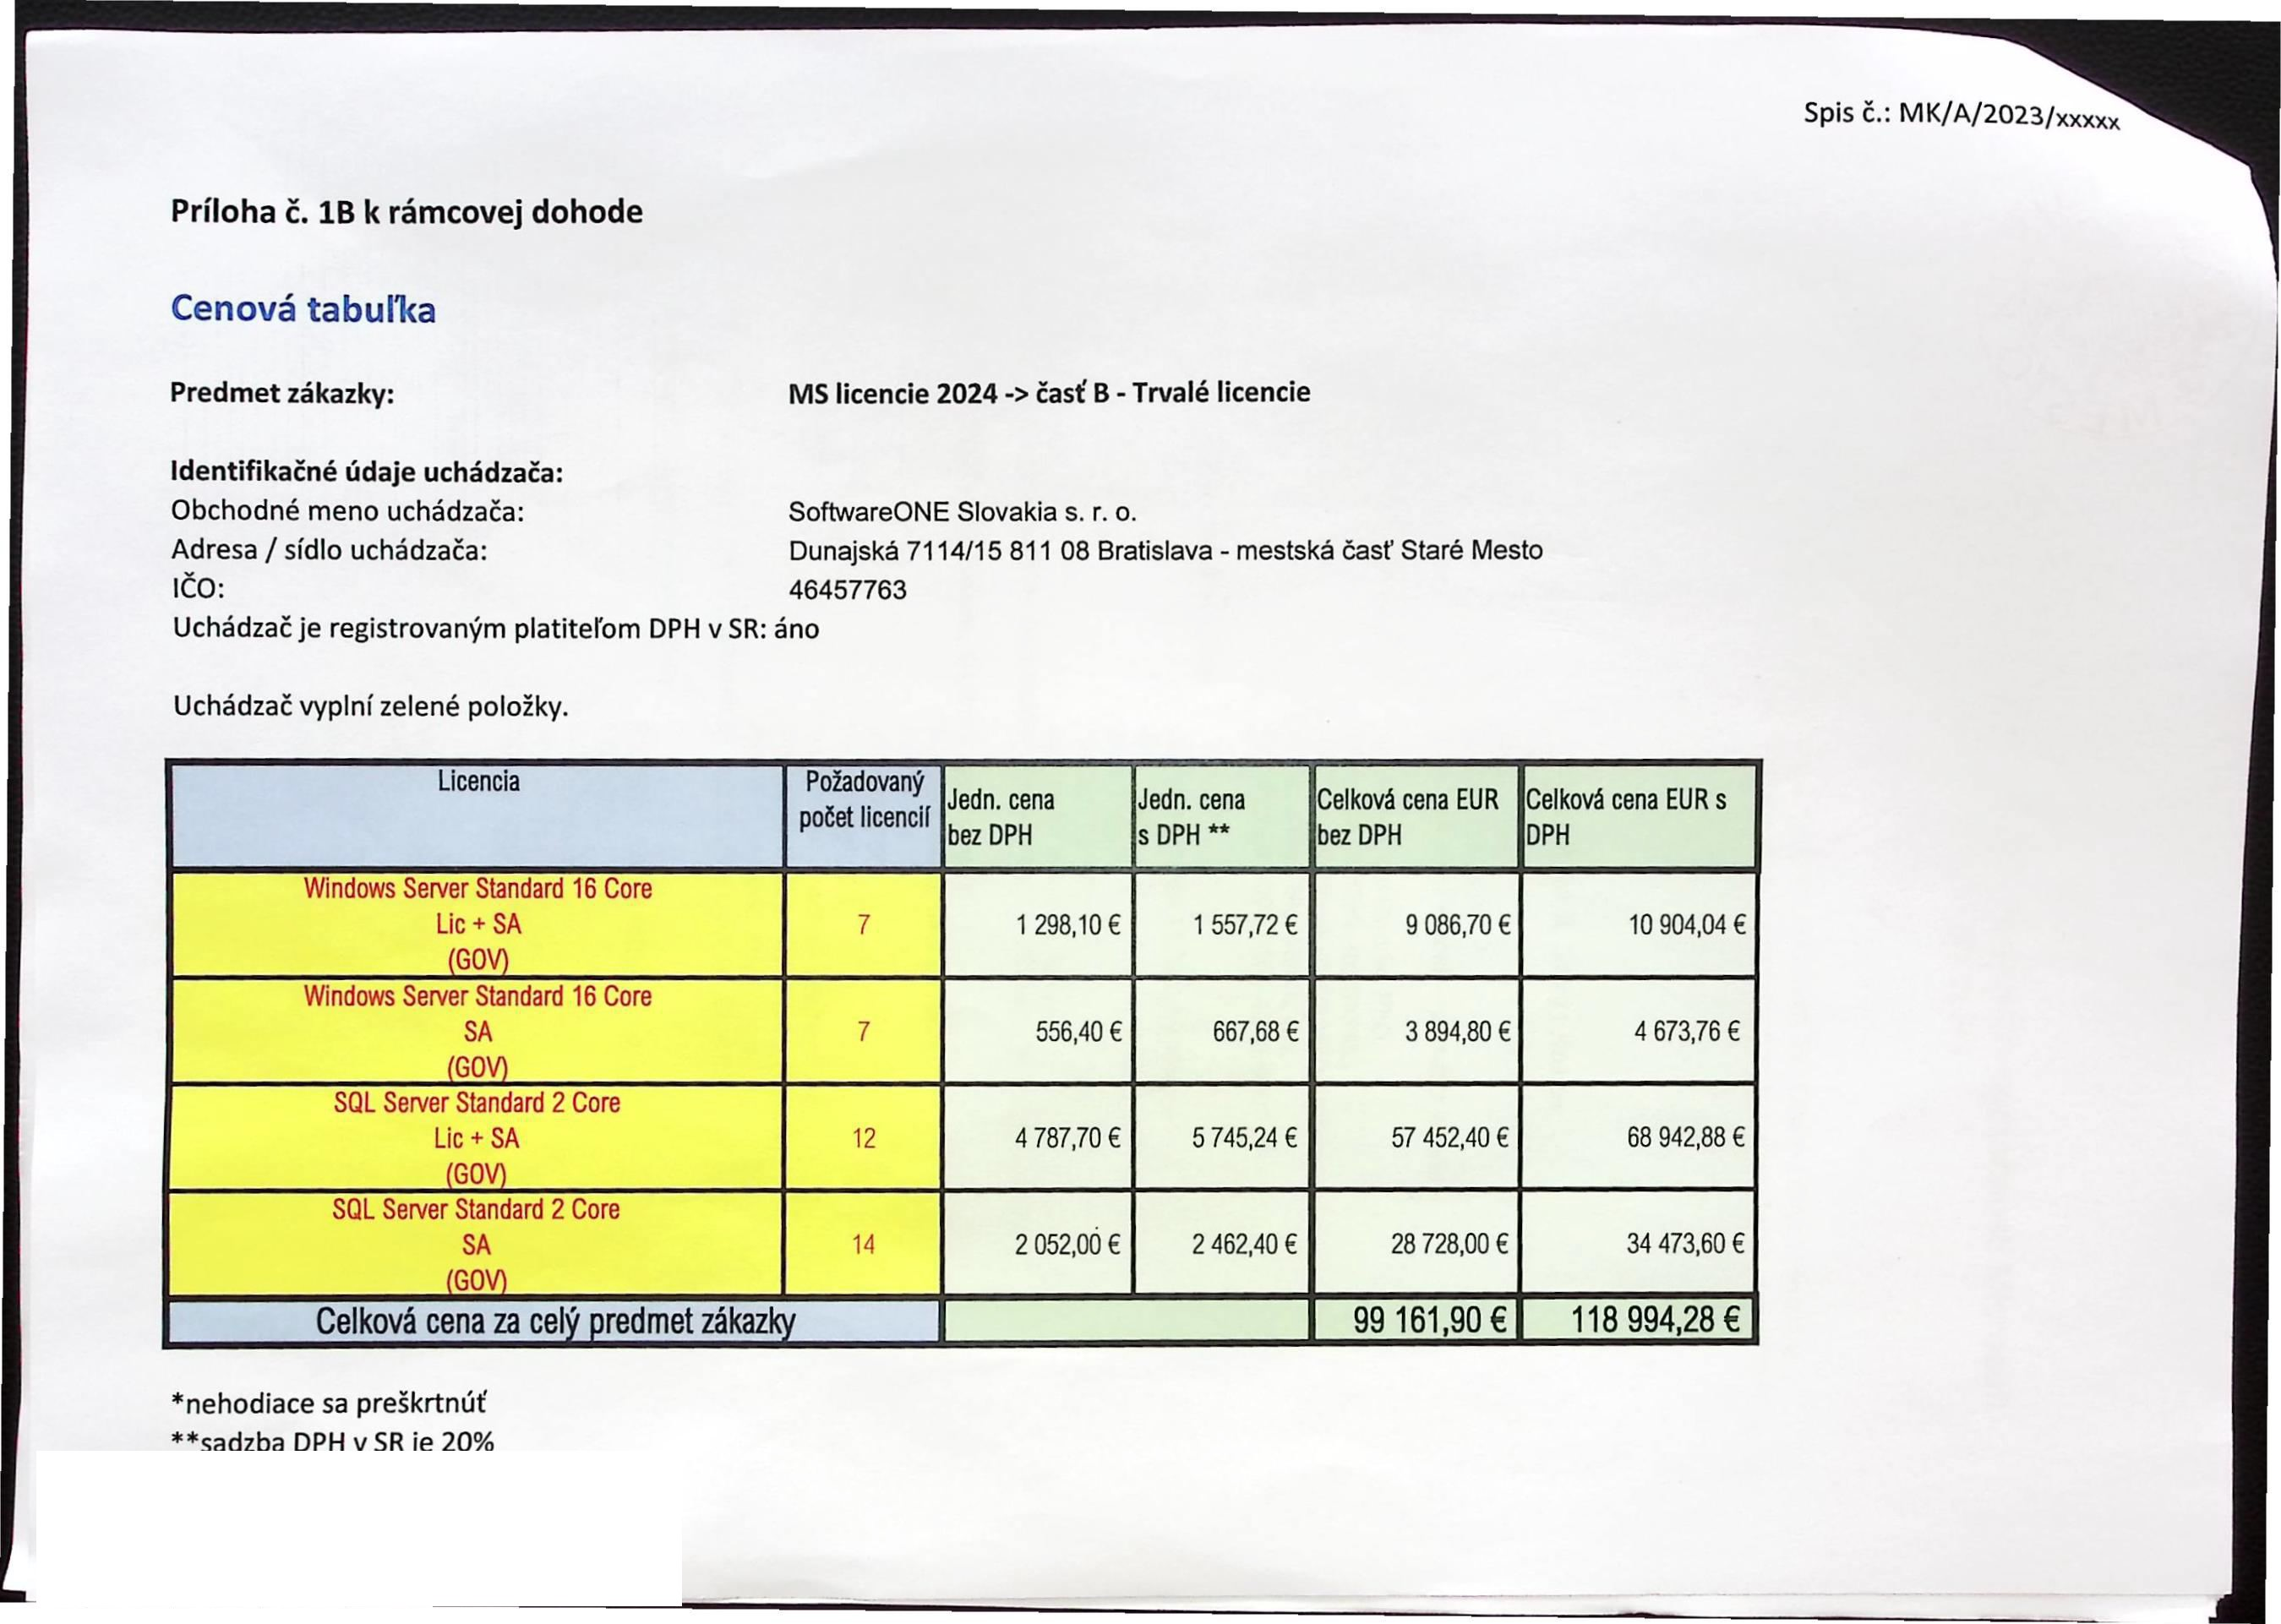 Spis č.: MK/A/2023/xxxxx
Príloha č. 1B k rámcovej dohode
Cenová tabuľka
Predmet zákazky: MS licencie 2024 -> časť B - Trvalé licencie
Identifikačné údaje uchádzača:
Obchodné meno uchádzača: SoftwareONE Slovakia s. r. o.
Adresa / sídlo uchádzača: Dunajská 7114/15 811 08 Bratislava - mestská časť Staré Mesto
IČO: 46457763
Uchádzač je registrovaným platiteľom DPH v SR: áno
Uchádzač vyplní zelené položky.
Licencia
Požadovaný
počet licencií
Jedn. cena
bez DPH
Jedn. cena
s DPH **
Celková cena EUR
bez DPH
Celková cena EUR s
DPH
Windows Server Standard 16 Core
Lic + SA
(GOV)
7
1 298,10 €
1 557,72 €
9 086,70 €
10 904,04 €
Windows Server Standard 16 Core
SA
(GOV)
7
556,40 €
667,68 €
3 894,80 €
4 673,76 €
SQL Server Standard 2 Core
Lic + SA
(GOV)
12
4 787,70 €
5 745,24 €
57 452,40 €
68 942,88 €
SQL Server Standard 2 Core
SA
(GOV)
14
2 052,00 €
2 462,40 €
28 728,00 €
34 473,60 €
Celková cena za celý predmet zákazky
99 161,90 €
118 994,28 €
*nehodiace sa preškrtnúť
**sadzba DPH v SR je 20%